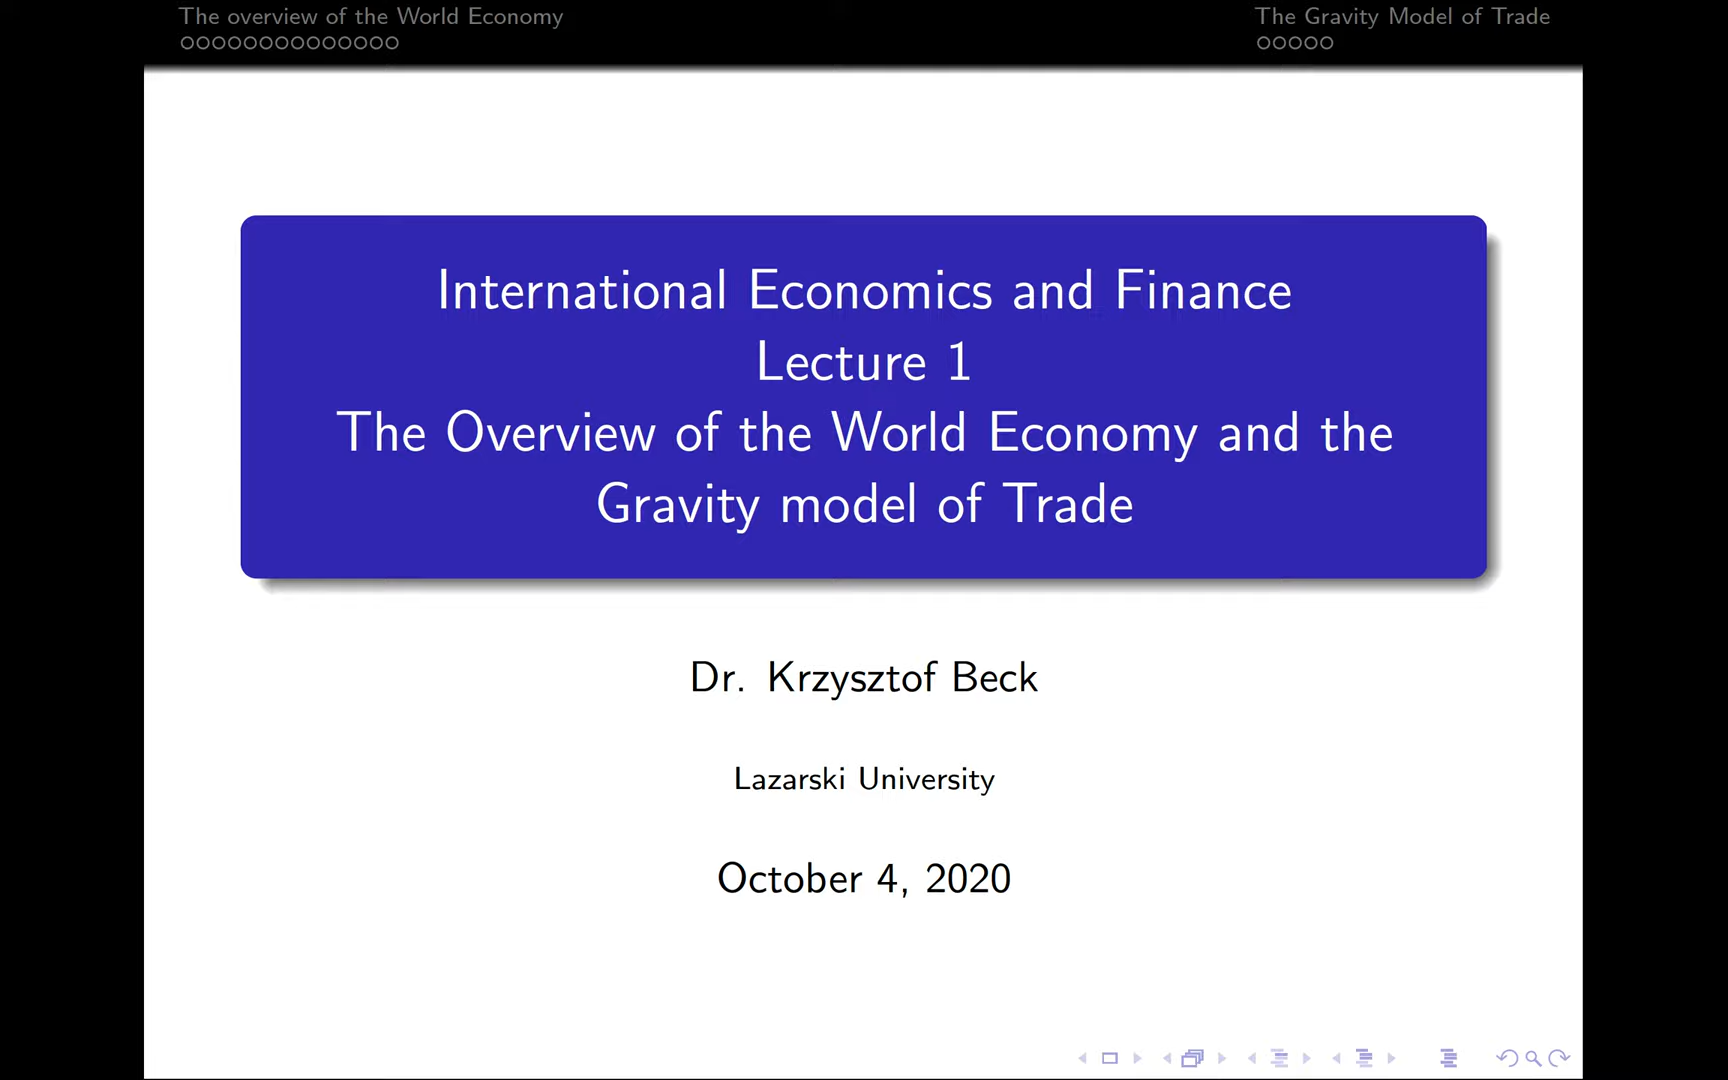 The overview of the World Economy
The Gravity Model of Trade
International Economics and Finance
Lecture 1
The Overview of the World Economy and the
Gravity model of Trade
Dr. Krzysztof Beck
Lazarski University
October 4, 2020